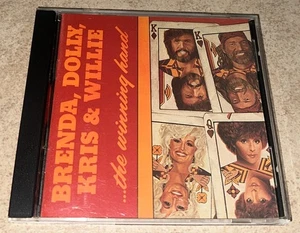 BRENDA, DOLLY,
KRIS & WILLIE
...the winning hand
K
K
Q